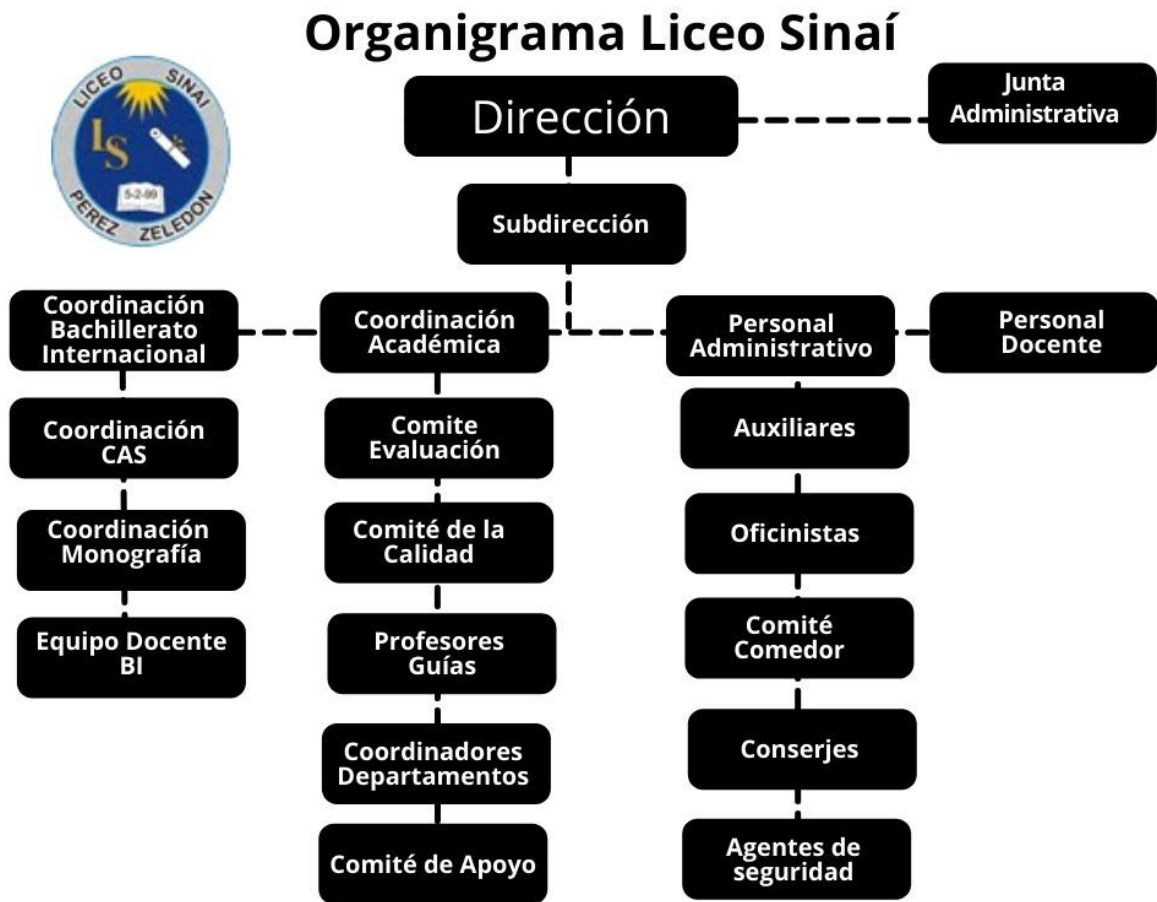 Organigrama Liceo Sinaí
LICEO SINAI
LS
5-2-99
PEREZ ZELEDON
Dirección
Junta
Administrativa
Subdirección
Coordinación
Bachillerato
Internacional
Coordinación
Académica
Personal
Administrativo
Personal
Docente
Coordinación
CAS
Coordinación
Monografía
Equipo Docente
BI
Comite
Evaluación
Comité de la
Calidad
Profesores
Guías
Coordinadores
Departamentos
Comité de Apoyo
Auxiliares
Oficinistas
Comité
Comedor
Conserjes
Agentes de
seguridad